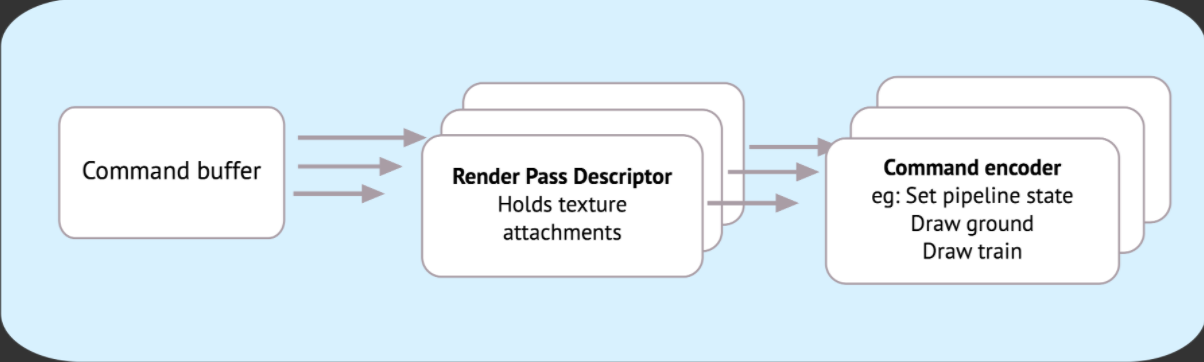 Command buffer
Render Pass Descriptor
Holds texture
attachments
Command encoder
eg: Set pipeline state
Draw ground
Draw train